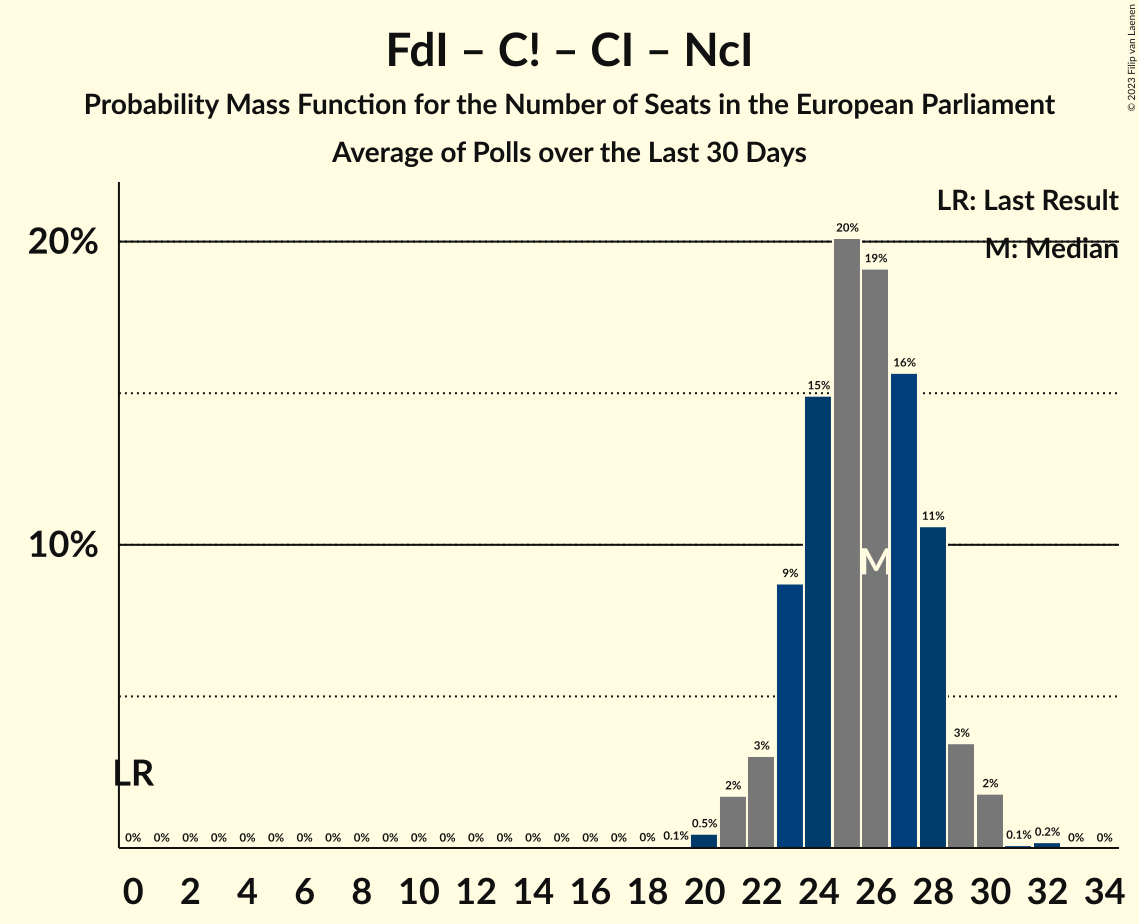 FdI – C! – CI – NcI
Probability Mass Function for the Number of Seats in the European Parliament
Average of Polls over the Last 30 Days
© 2023 Filip van Laenen
LR: Last Result
M: Median
20%
10%
LR
M
0% 0% 0% 0% 0% 0% 0% 0% 0% 0% 0% 0% 0% 0% 0% 0% 0% 0% 0% 0.1% 0.5% 2% 3% 9% 15% 20% 19% 16% 11% 3% 2% 0.1% 0.2% 0% 0%
0 2 4 6 8 10 12 14 16 18 20 22 24 26 28 30 32 34